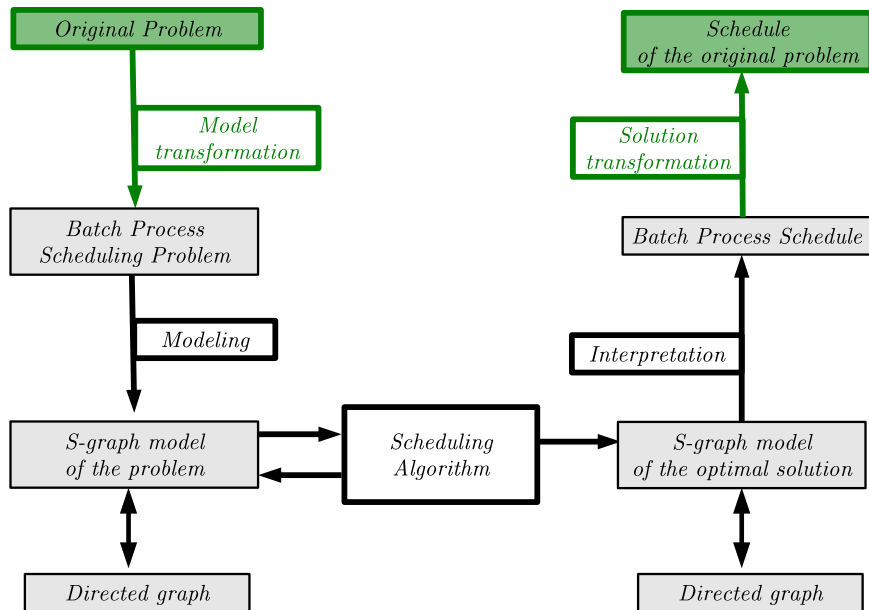 Original Problem
Model
transformation
Batch Process
Scheduling Problem
Modeling
S-graph model
of the problem
Directed graph
Scheduling
Algorithm
Schedule
of the original problem
Solution
transformation
Batch Process Schedule
Interpretation
S-graph model
of the optimal solution
Directed graph